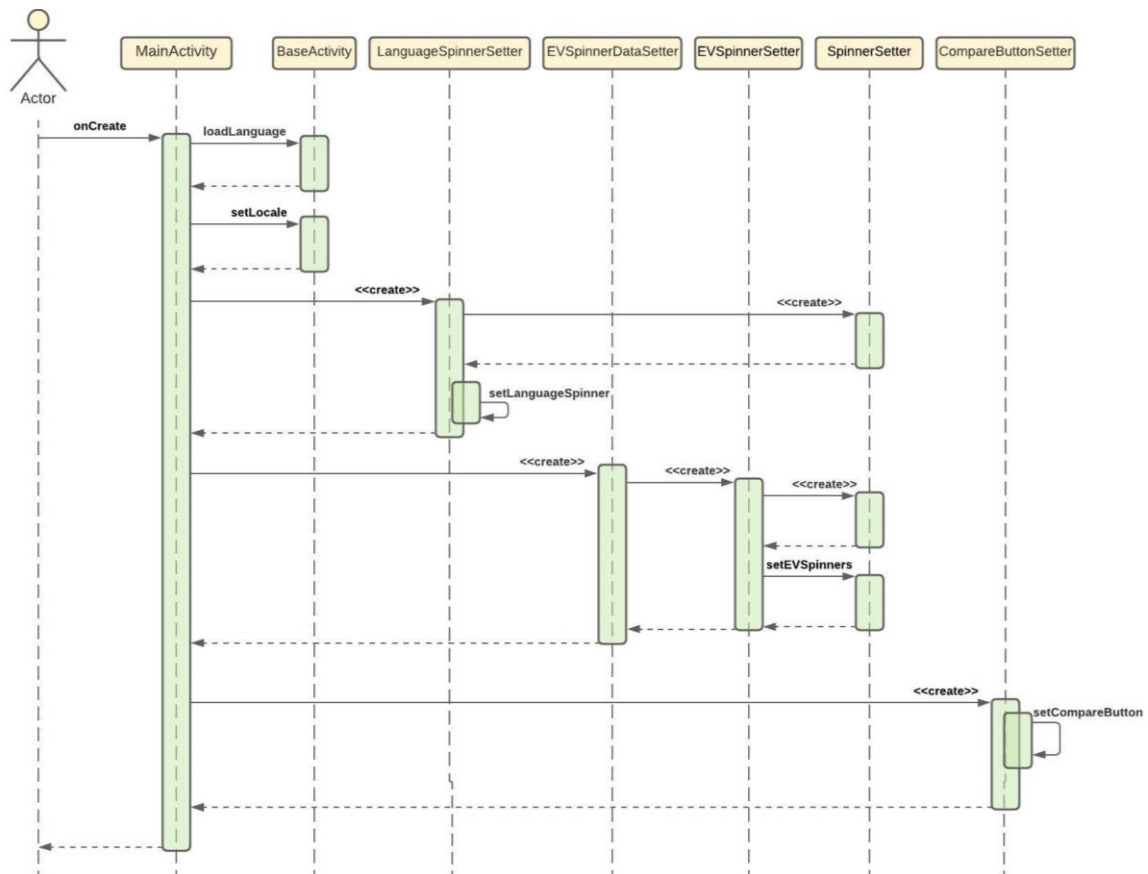 MainActivity
BaseActivity
LanguageSpinnerSetter
EVSpinnerDataSetter
EVSpinnerSetter
SpinnerSetter
CompareButtonSetter
Actor
onCreate
loadLanguage
setLocale
<<create>>
<<create>>
setLanguageSpinner
<<create>>
<<create>>
<<create>>
setEVSpinners
<<create>>
setCompareButton